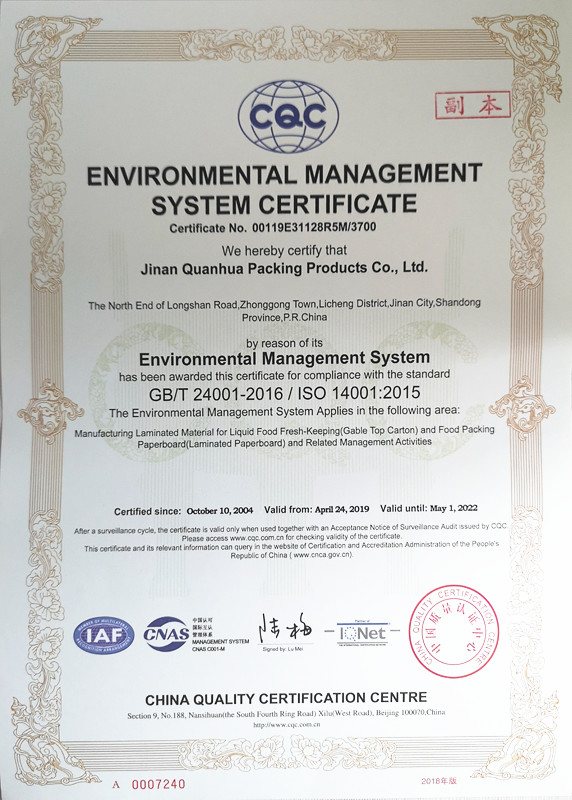 CQC
副本
ENVIRONMENTAL MANAGEMENT
SYSTEM CERTIFICATE
Certificate No. 00119E31128R5M/3700
We hereby certify that
Jinan Quanhua Packing Products Co., Ltd.
The North End of Longshan Road,Zhonggong Town,Licheng District,Jinan City,Shandong
Province,P.R.China
by reason of its
Environmental Management System
has been awarded this certificate for compliance with the standard
GB/T 24001-2016 / ISO 14001:2015
The Environmental Management System Applies in the following area:
Manufacturing Laminated Material for Liquid Food Fresh-Keeping(Gable Top Carton) and Food Packing
Paperboard(Laminated Paperboard) and Related Management Activities
Certified since: October 10, 2004 Valid from: April 24, 2019 Valid until: May 1, 2022
After a surveillance cycle, the certificate is valid only when used together with an Acceptance Notice of Surveillance Audit issued by CQC
Please access www.cqc.com.cn for checking validity of the certificate.
This certificate and its relevant information can query in the website of Certification and Accreditation Administration of the People's
Republic of China ( www.cnca.gov.cn).
MEMBER OF MULTILATERAL
IAF
RECOGNITION ARRANGEMENT
CNAS
中国认可
国际互认
管理体系
MANAGEMENT SYSTEM
CNAS C001-M
陆梅
Signed by: Lu Mei
Partner of
IQNet
CHINA QUALITY CERTIFICATION CENTRE
中国质量认证中心
CHINA QUALITY CERTIFICATION CENTRE
Section 9, No.188, Nansihuan(the South Fourth Ring Road) Xilu(West Road), Beijing 100070,China
http://www.cqc.com.cn
A 0007240
2018年版